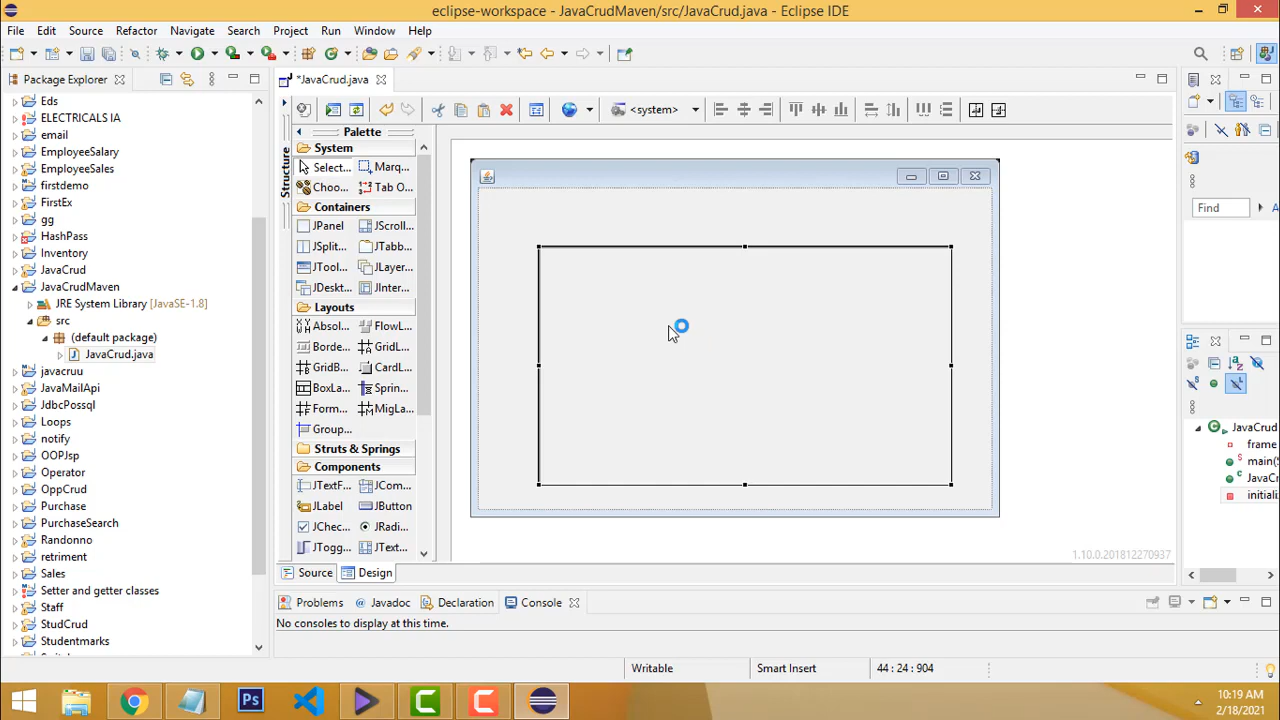 eclipse-workspace - JavaCrudMaven/src/JavaCrud.java - Eclipse IDE
File Edit Source Refactor Navigate Search Project Run Window Help
Package Explorer
*JavaCrud.java
<system>
Eds
ELECTRICALS IA
email
EmployeeSalary
EmployeeSales
firstdemo
FirstEx
gg
HashPass
Inventory
JavaCrud
JavaCrudMaven
JRE System Library [JavaSE-1.8]
src
(default package)
JavaCrud.java
javacruu
JavaMailApi
JdbcPossql
Loops
notify
OOPJsp
Operator
OppCrud
Purchase
PurchaseSearch
Randonno
retriment
Sales
Setter and getter classes
Staff
StudCrud
Studentmarks
Structure
Palette
System
Select... Marq...
Choo... Tab O...
Containers
JPanel JScroll...
JSplit... JTabb...
JTool... JLayer...
JDeskt... JInter...
Layouts
Absol... FlowL...
Borde... GridL...
GridB... CardL...
BoxLa... Sprin...
Form... MigLa...
Group...
Struts & Springs
Components
JTextF... JCom...
JLabel JButton
JChec... JRadi...
JTogg... JText...
1.10.0.201812270937
Source Design
Find
JavaCrud
frame
main(S
JavaC
initiali
Problems @ Javadoc Declaration Console
No consoles to display at this time.
Writable Smart Insert 44 : 24 : 904
Ps
10:19 AM
2/18/2021